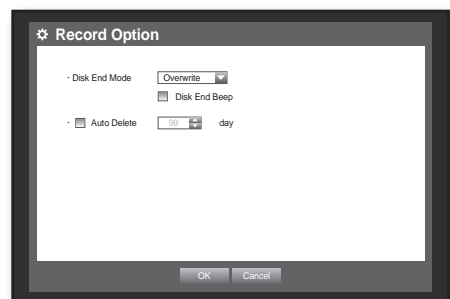 Record Option
· Disk End Mode Overwrite
Disk End Beep
· Auto Delete 99 day
OK Cancel